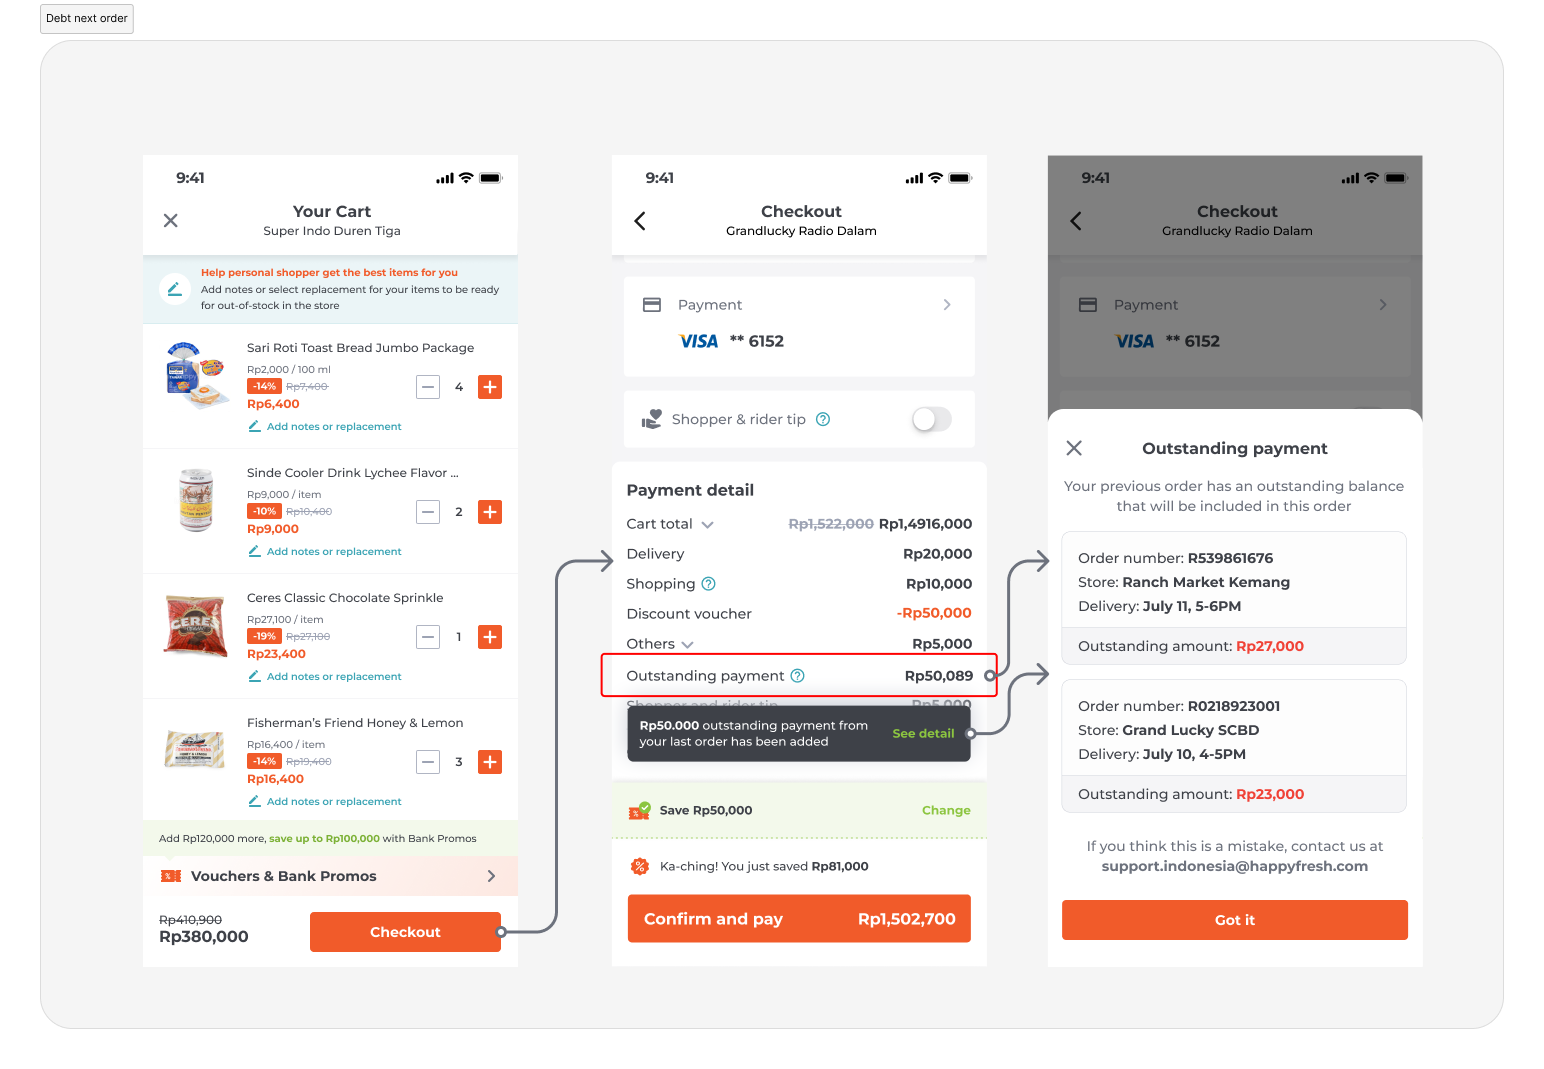 Debt next order
9:41
Your Cart
Super Indo Duren Tiga
Help personal shopper get the best items for you
Add notes or select replacement for your items to be ready
for out-of-stock in the store
Sari Roti Toast Bread Jumbo Package
Rp2,000 / 100 ml
-14% Rp7,400
Rp6,400
4
Add notes or replacement
Sinde Cooler Drink Lychee Flavor ...
Rp9,000 / item
-10% Rp10,400
Rp9,000
2
Add notes or replacement
Ceres Classic Chocolate Sprinkle
Rp27,100 / item
-19% Rp27,100
Rp23,400
1
Add notes or replacement
CERES
Fisherman's Friend Honey & Lemon
Rp16,400 / item
-14% Rp19,400
Rp16,400
3
Add notes or replacement
Add Rp120,000 more, save up to Rp100,000 with Bank Promos
Vouchers & Bank Promos
Rp410,900
Rp380,000
Checkout
9:41
Checkout
Grandlucky Radio Dalam
Payment
VISA ** 6152
Shopper & rider tip
Payment detail
Cart total Rp1,522,000 Rp1,4916,000
Delivery Rp20,000
Shopping Rp10,000
Discount voucher -Rp50,000
Others Rp5,000
Outstanding payment Rp50,089
Shopper and rider tip Rp5,000
Rp50.000 outstanding payment from
your last order has been added
See detail
Save Rp50,000 Change
Ka-ching! You just saved Rp81,000
Confirm and pay Rp1,502,700
9:41
Checkout
Grandlucky Radio Dalam
Payment
VISA ** 6152
Outstanding payment
Your previous order has an outstanding balance
that will be included in this order
Order number: R539861676
Store: Ranch Market Kemang
Delivery: July 11, 5-6PM
Outstanding amount: Rp27,000
Order number: R0218923001
Store: Grand Lucky SCBD
Delivery: July 10, 4-5PM
Outstanding amount: Rp23,000
If you think this is a mistake, contact us at
support.indonesia@happyfresh.com
Got it